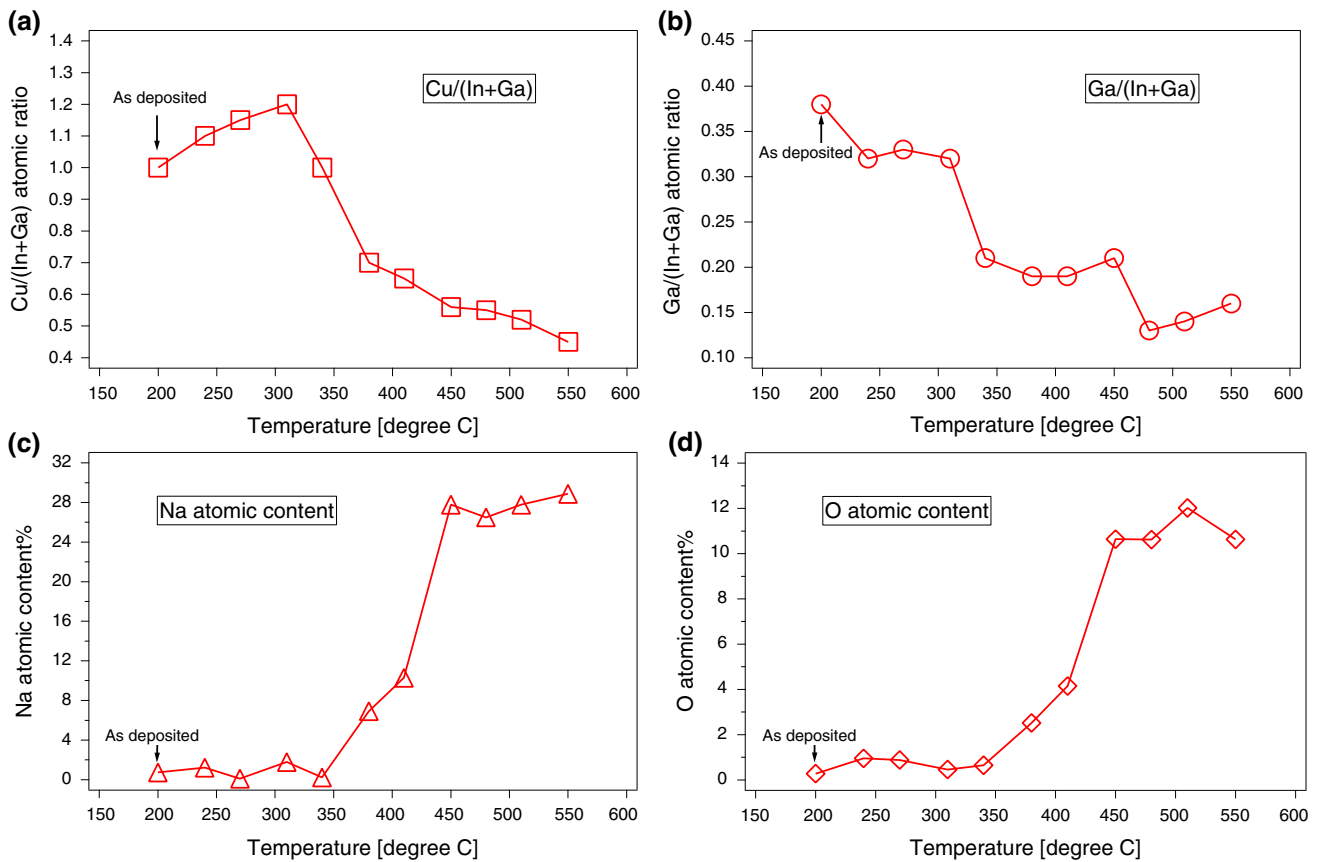 (a)
Cu/(In+Ga) atomic ratio
1.4
1.3
1.2
1.1
1.0
0.9
0.8
0.7
0.6
0.5
0.4
As deposited
Cu/(In+Ga)
150 200 250 300 350 400 450 500 550 600
Temperature [degree C]
(b)
Ga/(In+Ga) atomic ratio
0.45
0.40
0.35
0.30
0.25
0.20
0.15
0.10
Ga/(In+Ga)
As deposited
150 200 250 300 350 400 450 500 550 600
Temperature [degree C]
(c)
Na atomic content%
32
28
24
20
16
12
8
4
0
Na atomic content
As deposited
150 200 250 300 350 400 450 500 550 600
Temperature [degree C]
(d)
O atomic content%
14
12
10
8
6
4
2
0
O atomic content
As deposited
150 200 250 300 350 400 450 500 550 600
Temperature [degree C]